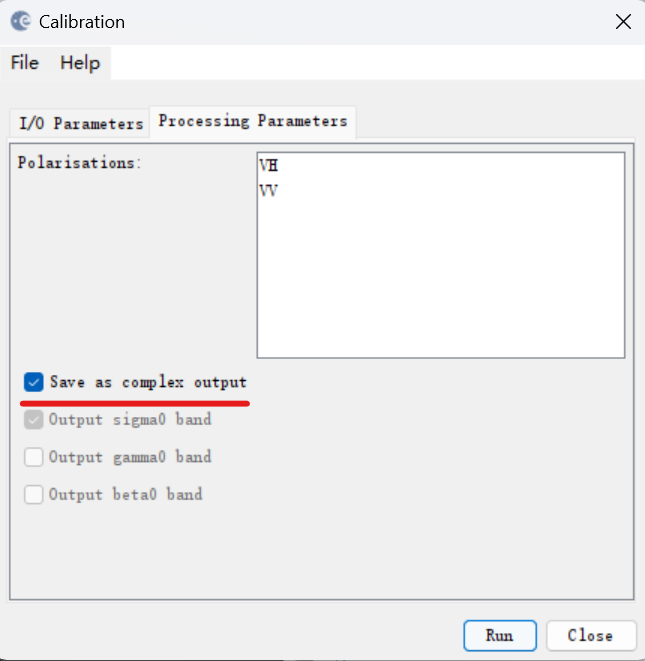 Calibration
File Help
I/O Parameters Processing Parameters
Polarisations:
VH
VV
Save as complex output
Output sigma0 band
Output gamma0 band
Output beta0 band
Run Close